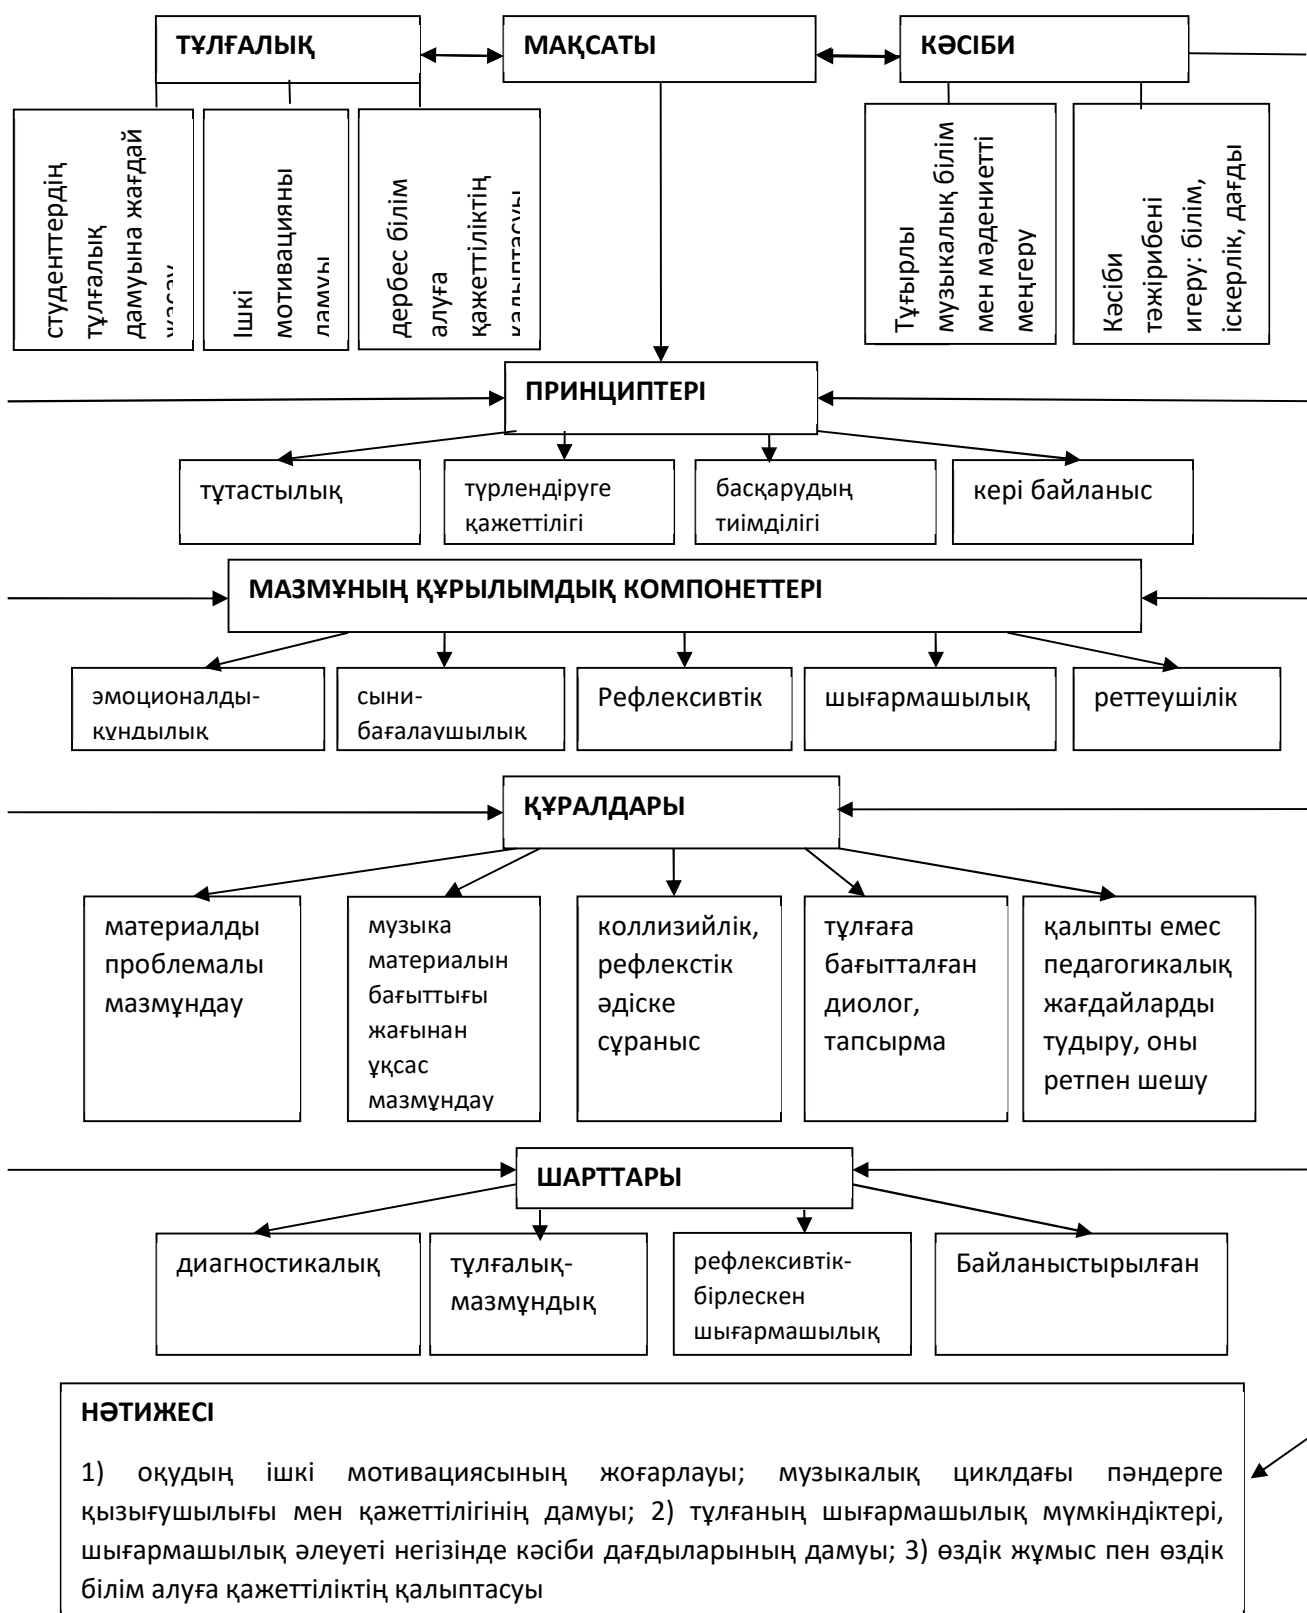 ТҰЛҒАЛЫҚ
МАҚСАТЫ
КӘСІБИ
студенттердің
тұлғалық
дамуына жағдай
жасау
Ішкі
мотивацияны
дамуы
дербес білім
алуға
қажеттіліктің
қалыптасуы
Тұғырлы
музыкалық білім
мен мәдениетті
меңгеру
Кәсіби
тәжірибені
игеру: білім,
іскерлік, дағды
ПРИНЦИПТЕРІ
тұтастылық
түрлендіруге
қажеттілігі
басқарудың
тиімділігі
кері байланыс
МАЗМҰНЫҢ ҚҰРЫЛЫМДЫҚ КОМПОНЕТТЕРІ
эмоционалды-
құндылық
сыни-
бағалаушылық
Рефлексивтік
шығармашылық
реттеушілік
ҚҰРАЛДАРЫ
материалды
проблемалы
мазмұндау
музыка
материалын
бағыттығы
жағынан
ұқсас
мазмұндау
коллизийлік,
рефлекстік
әдіске
сұраныс
тұлғаға
бағытталған
диолог,
тапсырма
қалыпты емес
педагогикалық
жағдайларды
тудыру, оны
ретпен шешу
ШАРТТАРЫ
диагностикалық
тұлғалық-
мазмұндық
рефлексивтік-
бірлескен
шығармашылық
Байланыстырылған
НӘТИЖЕСІ
1) оқудың ішкі мотивациясының жоғарлауы; музыкалық циклдағы пәндерге
қызығушылығы мен қажеттілігінің дамуы; 2) тұлғаның шығармашылық мүмкіндіктері,
шығармашылық әлеуеті негізінде кәсіби дағдыларының дамуы; 3) өздік жұмыс пен өздік
білім алуға қажеттіліктің қалыптасуы